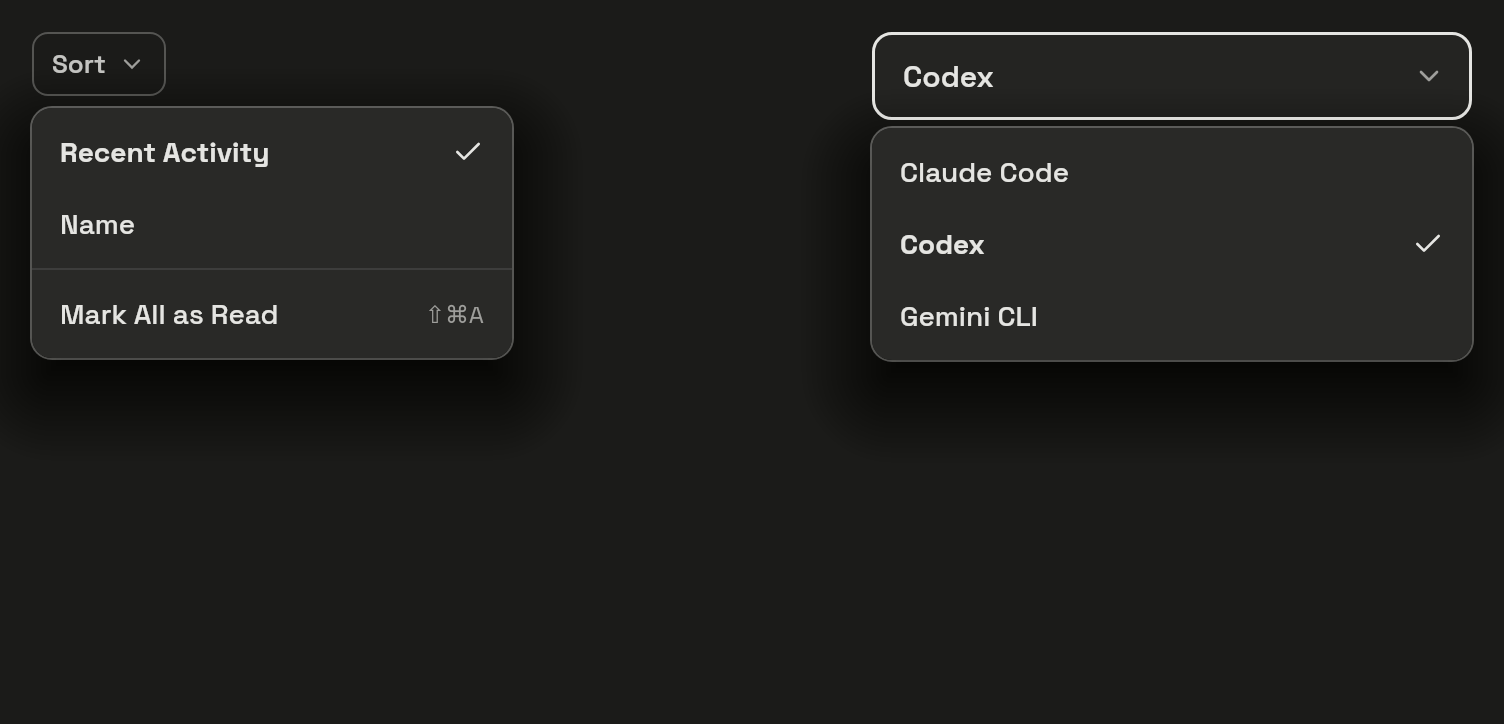 Sort
Recent Activity
Name
Mark All as Read ⇧⌘A
Codex
Claude Code
Codex
Gemini CLI